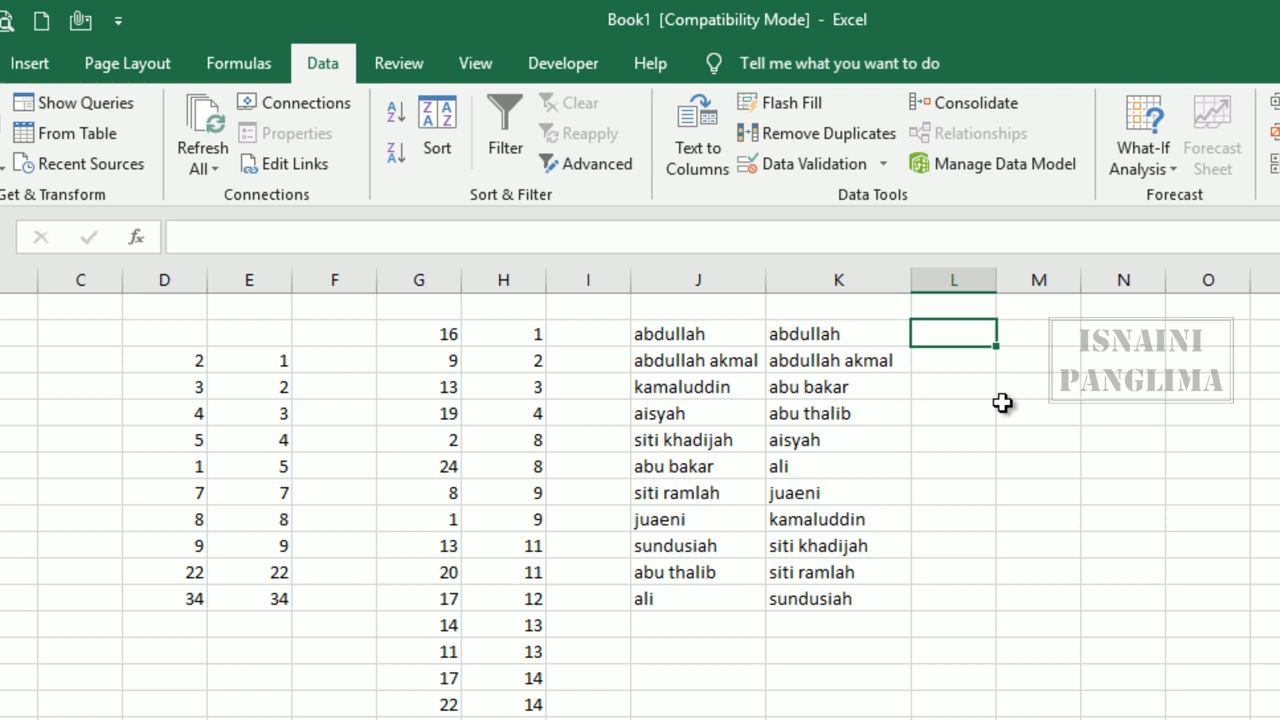 Book1 [Compatibility Mode] - Excel
Insert Page Layout Formulas Data Review View Developer Help Tell me what you want to do
Show Queries
From Table
Recent Sources
Get & Transform
Refresh
All
Connections
Properties
Edit Links
Connections
A
Z
Z
A
Z A
A Z
Sort
Filter
Clear
Reapply
Advanced
Sort & Filter
Text to
Columns
Flash Fill
Remove Duplicates
Data Validation
Consolidate
Relationships
Manage Data Model
Data Tools
What-If
Analysis
Forecast
Sheet
Forecast
fx
C D E F G H I J K L M N O
16 1 abdullah abdullah
2 1 9 2 abdullah akmal abdullah akmal
3 2 13 3 kamaluddin abu bakar
4 3 19 4 aisyah abu thalib
5 4 2 8 siti khadijah aisyah
1 5 24 8 abu bakar ali
7 7 8 9 siti ramlah juaeni
8 8 1 9 juaeni kamaluddin
9 9 13 11 sundusiah siti khadijah
22 22 20 11 abu thalib siti ramlah
34 34 17 12 ali sundusiah
14 13
11 13
17 14
22 14
ISNAINI
PANGLIMA